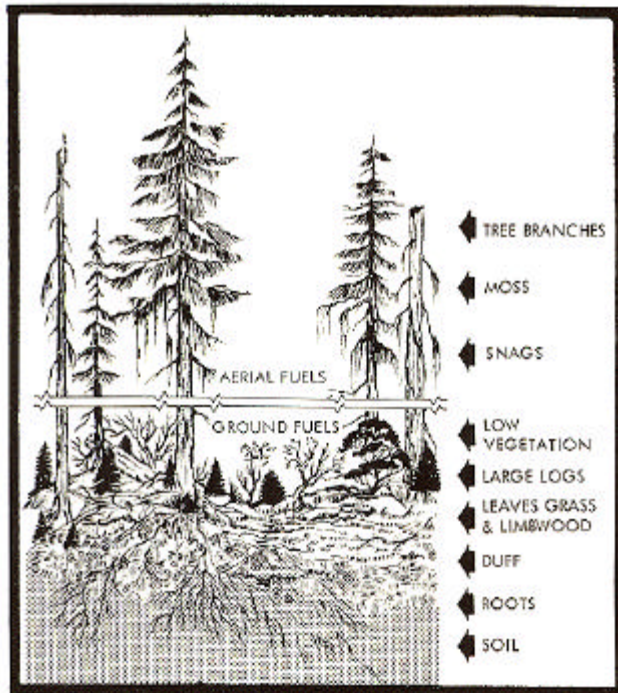 TREE BRANCHES
MOSS
SNAGS
AERIAL FUELS
GROUND FUELS
LOW
VEGETATION
LARGE LOGS
LEAVES GRASS
& LIMBWOOD
DUFF
ROOTS
SOIL